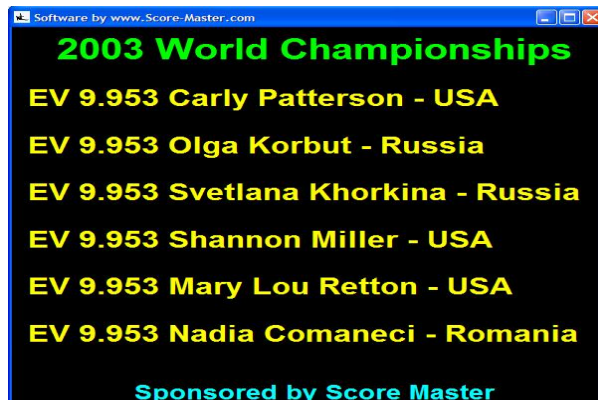 Software by www.Score-Master.com
2003 World Championships
EV 9.953 Carly Patterson - USA
EV 9.953 Olga Korbut - Russia
EV 9.953 Svetlana Khorkina - Russia
EV 9.953 Shannon Miller - USA
EV 9.953 Mary Lou Retton - USA
EV 9.953 Nadia Comaneci - Romania
Sponsored by Score Master